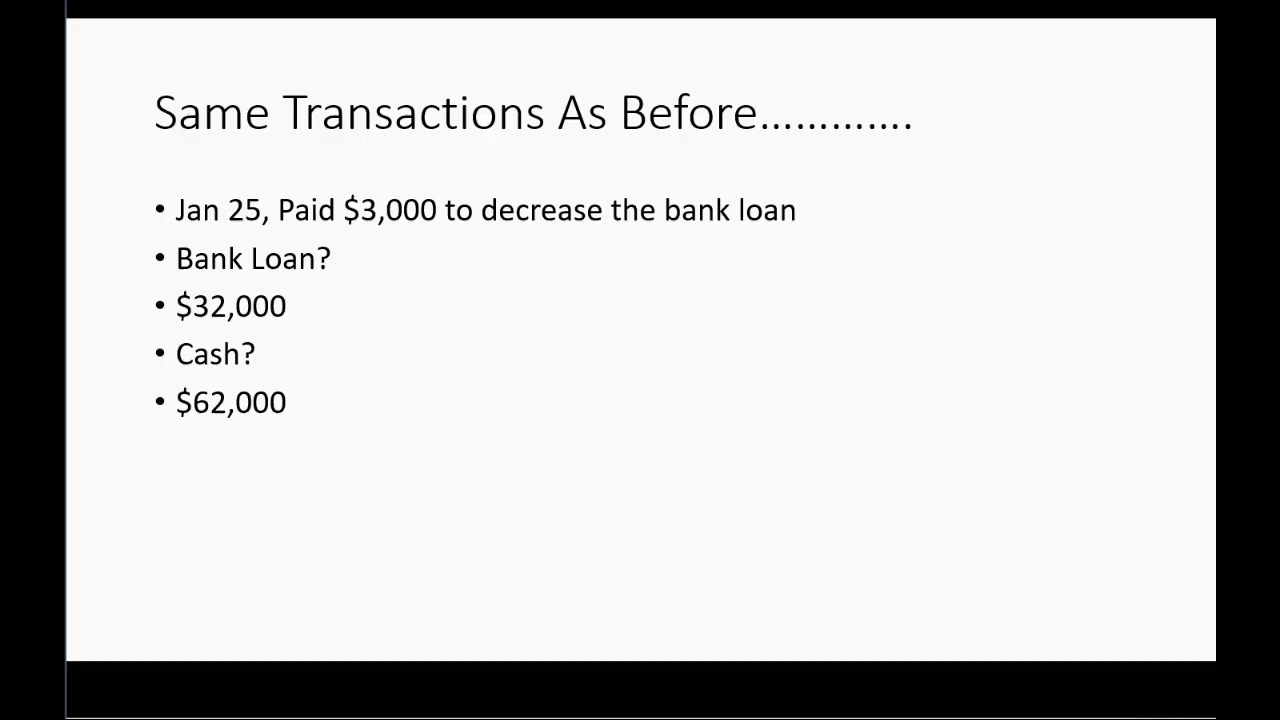 Same Transactions As Before………….
• Jan 25, Paid $3,000 to decrease the bank loan
• Bank Loan?
• $32,000
• Cash?
• $62,000